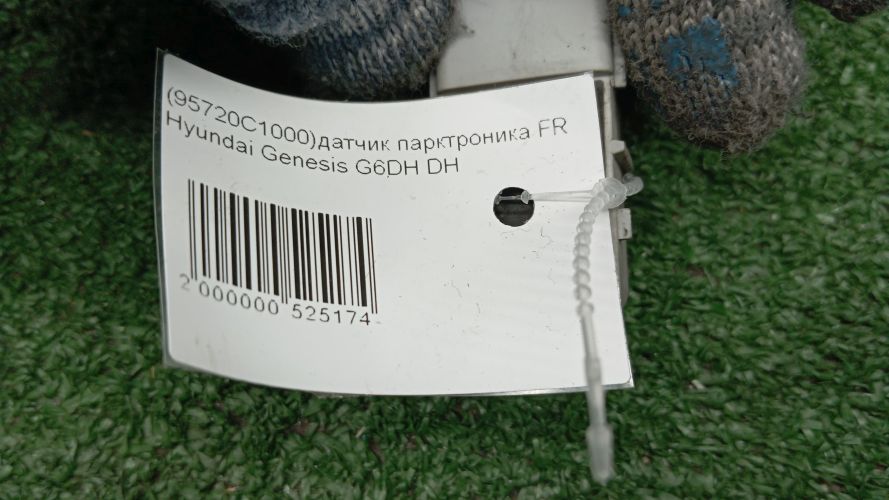 (95720C1000)датчик парктроника FR
Hyundai Genesis G6DH DH
2 000000 525174